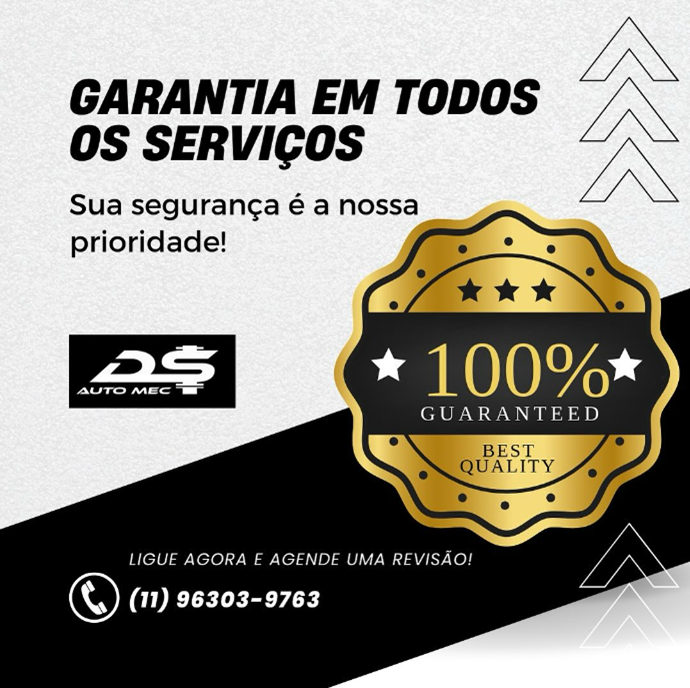 GARANTIA EM TODOS
OS SERVIÇOS
Sua segurança é a nossa
prioridade!
DS
AUTO MEC
100%
GUARANTEED
BEST
QUALITY
LIGUE AGORA E AGENDE UMA REVISÃO!
(11) 96303-9763